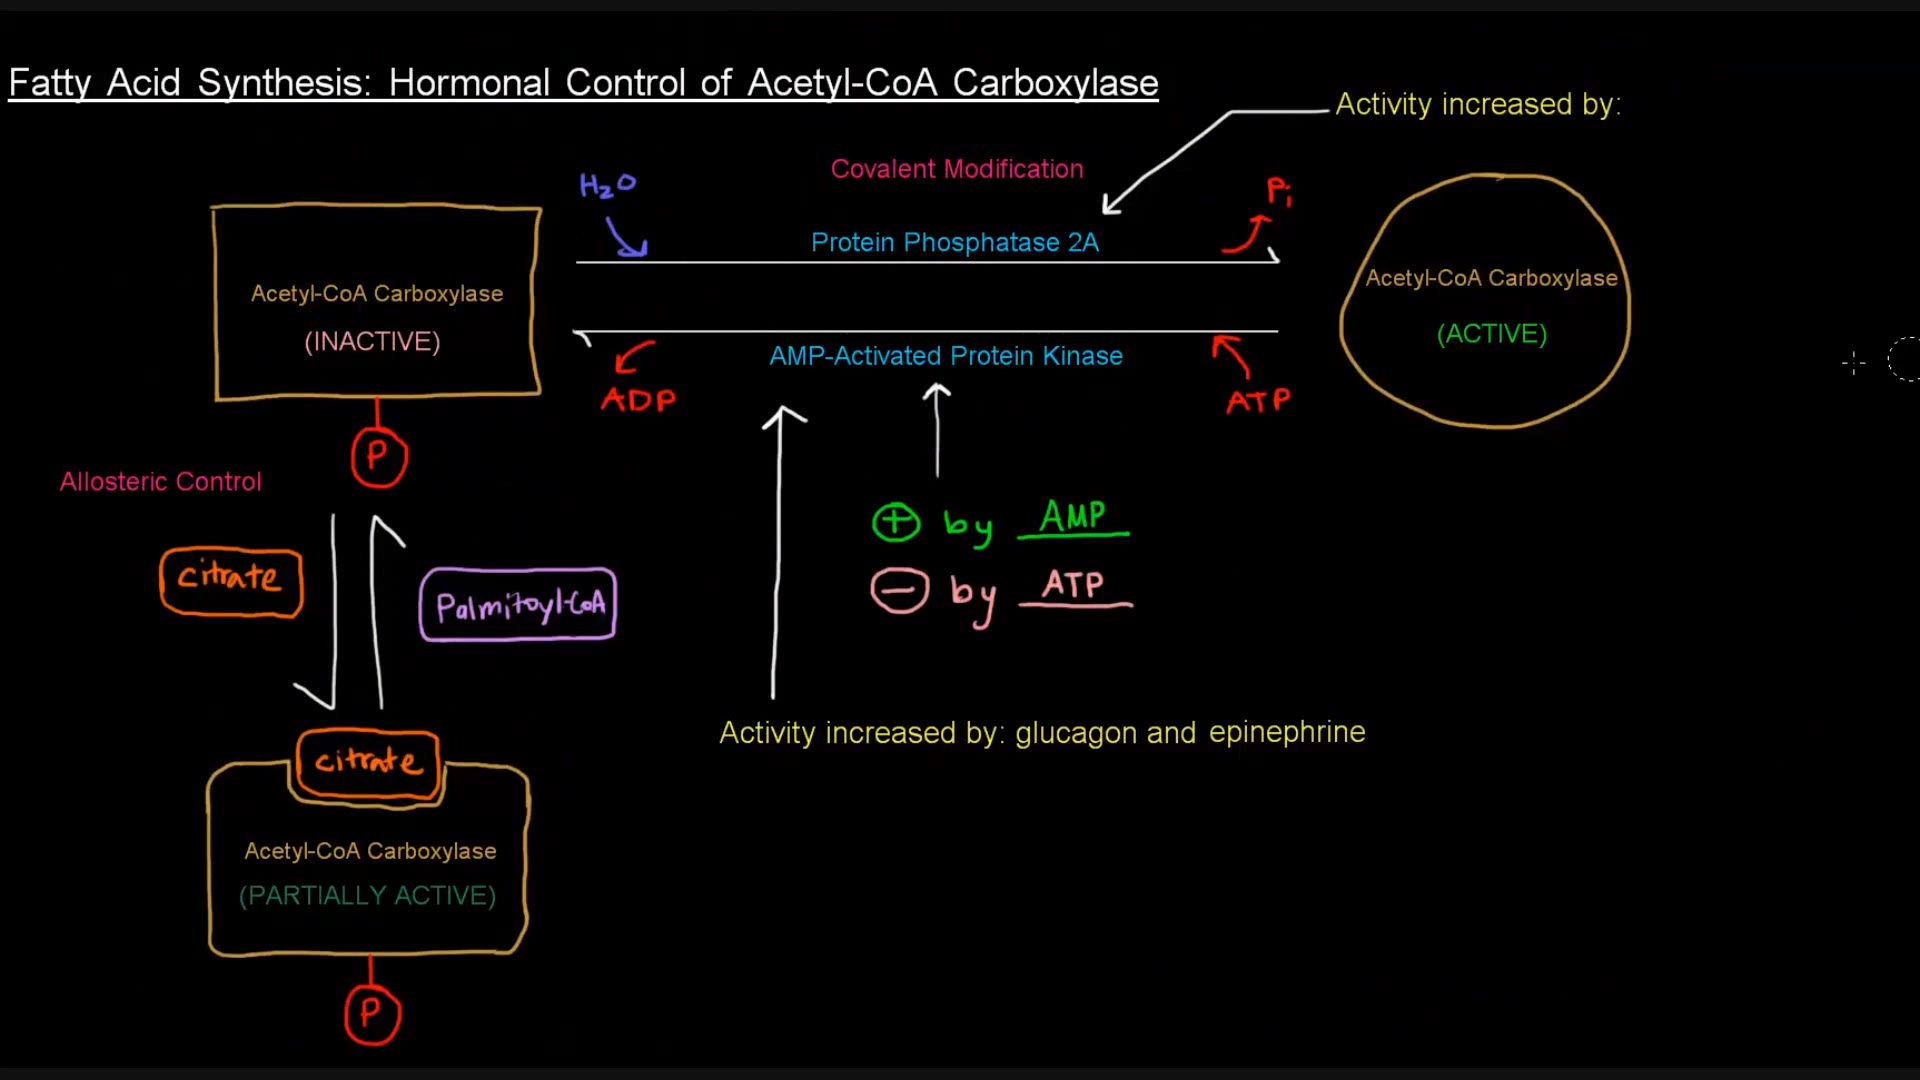 Fatty Acid Synthesis: Hormonal Control of Acetyl-CoA Carboxylase
Activity increased by:
Covalent Modification
H₂O
Pi
Protein Phosphatase 2A
Acetyl-CoA Carboxylase
(INACTIVE)
Acetyl-CoA Carboxylase
(ACTIVE)
AMP-Activated Protein Kinase
ADP
ATP
P
Allosteric Control
+ by AMP
− by ATP
citrate
Palmitoyl-CoA
Activity increased by: glucagon and epinephrine
citrate
Acetyl-CoA Carboxylase
(PARTIALLY ACTIVE)
P